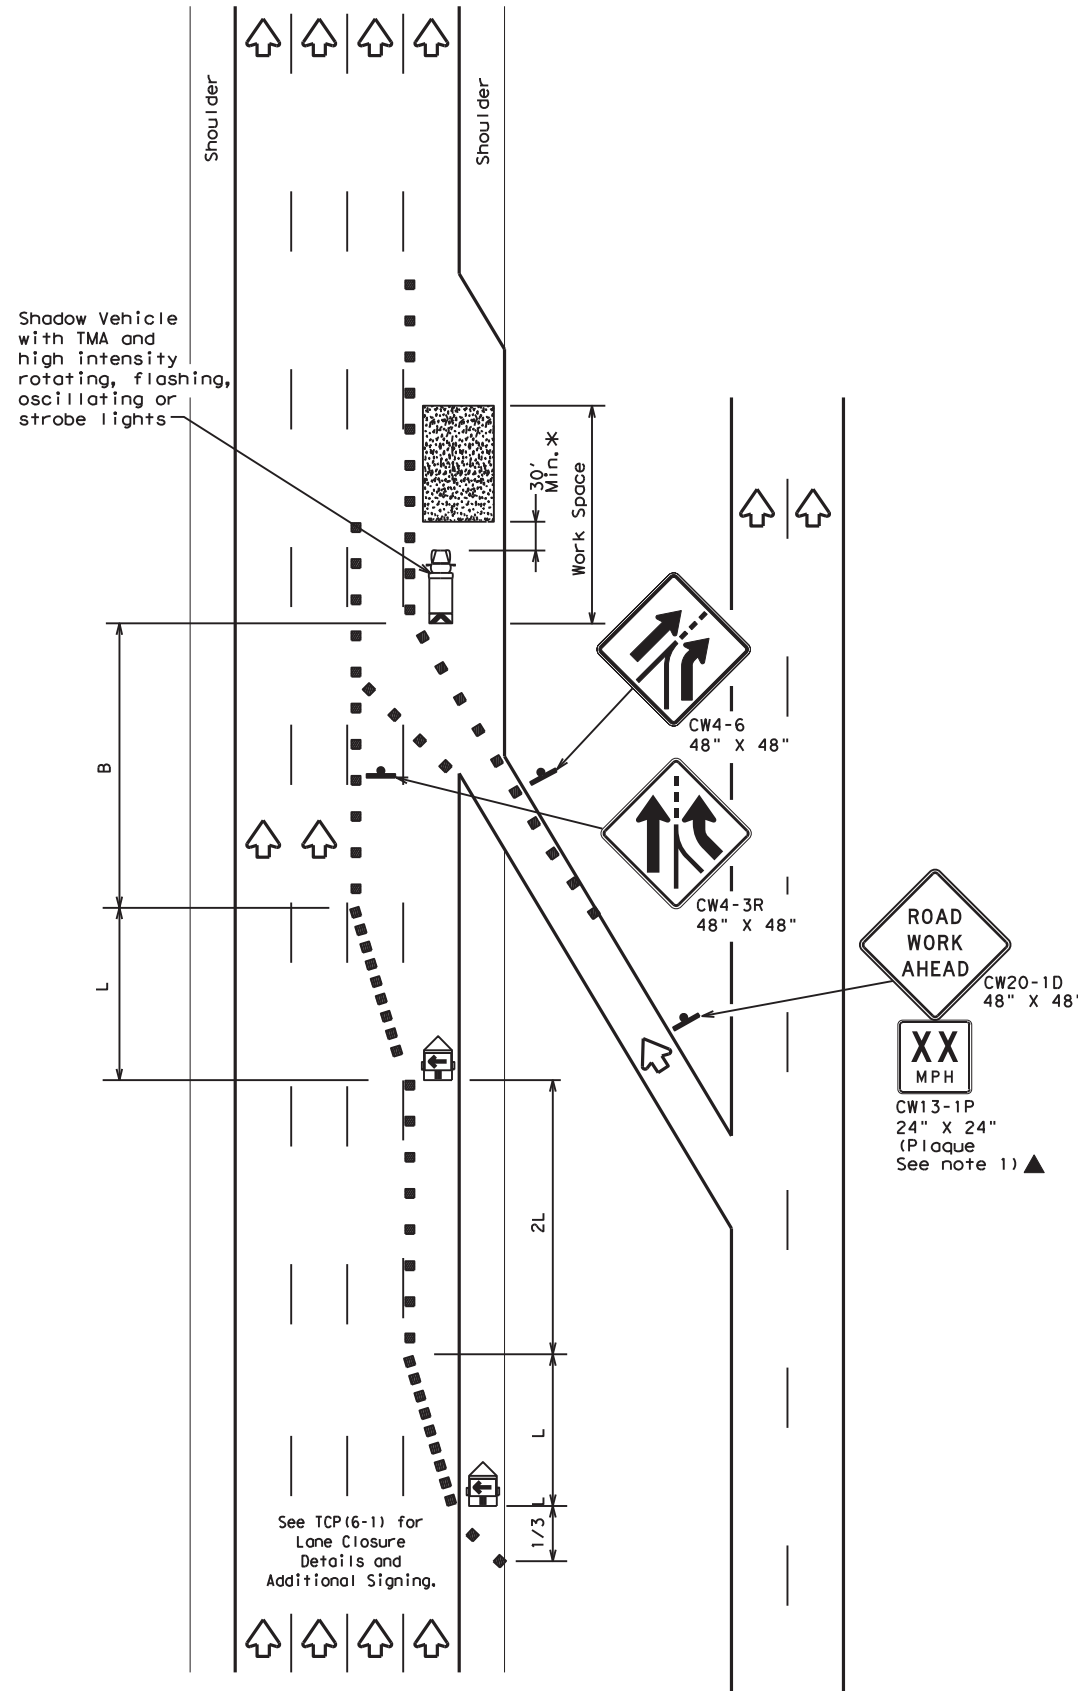 Shoulder
Shoulder
Shadow Vehicle
with TMA and
high intensity
rotating, flashing,
oscillating or
strobe lights
30'
Min.*
Work Space
CW4-6
48" X 48"
B
CW4-3R
48" X 48"
L
ROAD
WORK
AHEAD
CW20-1D
48" X 48"
XX
MPH
CW13-1P
24" X 24"
(Plaque
See note 1)▲
2L
L
1/3 L
See TCP(6-1) for
Lane Closure
Details and
Additional Signing.